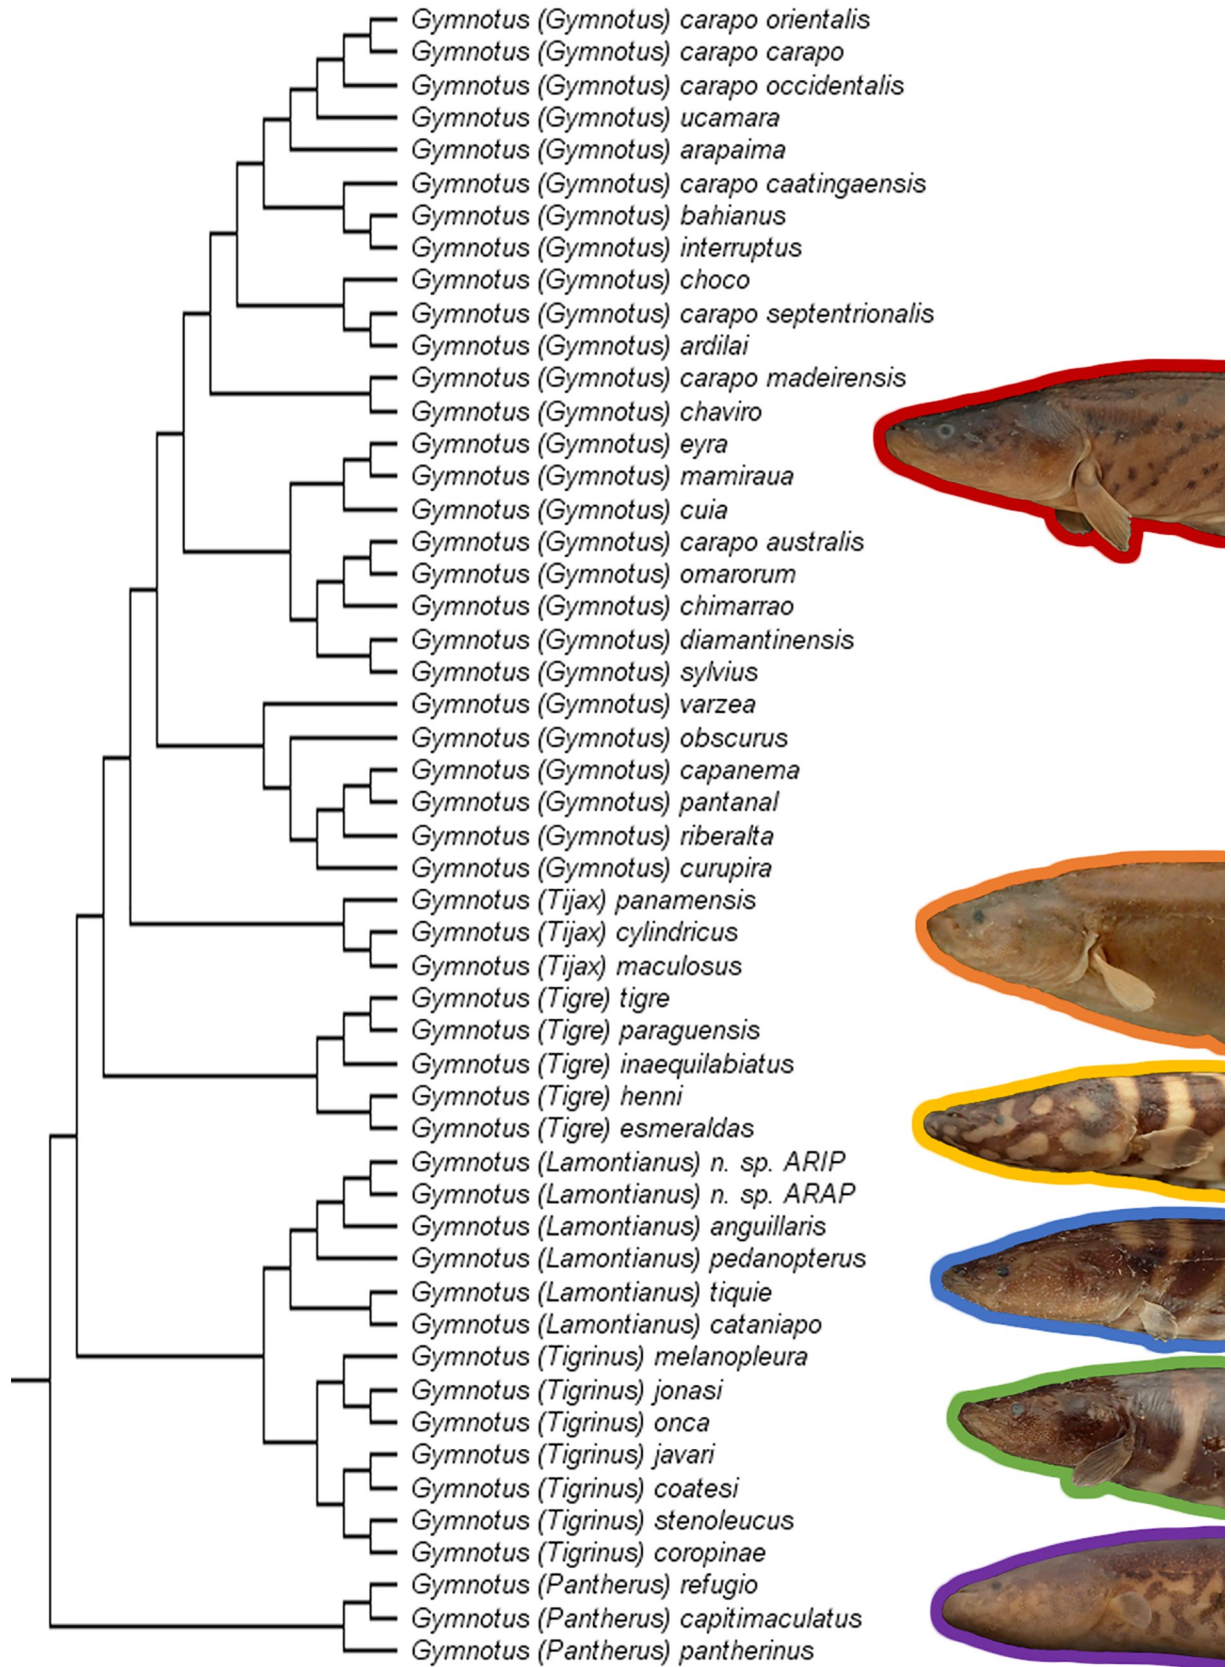 Gymnotus (Gymnotus) carapo orientalis
Gymnotus (Gymnotus) carapo carapo
Gymnotus (Gymnotus) carapo occidentalis
Gymnotus (Gymnotus) ucamara
Gymnotus (Gymnotus) arapaima
Gymnotus (Gymnotus) carapo caatingaensis
Gymnotus (Gymnotus) bahianus
Gymnotus (Gymnotus) interruptus
Gymnotus (Gymnotus) choco
Gymnotus (Gymnotus) carapo septentrionalis
Gymnotus (Gymnotus) ardilai
Gymnotus (Gymnotus) carapo madeirensis
Gymnotus (Gymnotus) chaviro
Gymnotus (Gymnotus) eyra
Gymnotus (Gymnotus) mamiraua
Gymnotus (Gymnotus) cuia
Gymnotus (Gymnotus) carapo australis
Gymnotus (Gymnotus) omarorum
Gymnotus (Gymnotus) chimarrao
Gymnotus (Gymnotus) diamantinensis
Gymnotus (Gymnotus) sylvius
Gymnotus (Gymnotus) varzea
Gymnotus (Gymnotus) obscurus
Gymnotus (Gymnotus) capanema
Gymnotus (Gymnotus) pantanal
Gymnotus (Gymnotus) riberalta
Gymnotus (Gymnotus) curupira
Gymnotus (Tijax) panamensis
Gymnotus (Tijax) cylindricus
Gymnotus (Tijax) maculosus
Gymnotus (Tigre) tigre
Gymnotus (Tigre) paraguensis
Gymnotus (Tigre) inaequilabiatus
Gymnotus (Tigre) henni
Gymnotus (Tigre) esmeraldas
Gymnotus (Lamontianus) n. sp. ARIP
Gymnotus (Lamontianus) n. sp. ARAP
Gymnotus (Lamontianus) anguillaris
Gymnotus (Lamontianus) pedanopterus
Gymnotus (Lamontianus) tiquie
Gymnotus (Lamontianus) cataniapo
Gymnotus (Tigrinus) melanopleura
Gymnotus (Tigrinus) jonasi
Gymnotus (Tigrinus) onca
Gymnotus (Tigrinus) javari
Gymnotus (Tigrinus) coatesi
Gymnotus (Tigrinus) stenoleucus
Gymnotus (Tigrinus) coropinae
Gymnotus (Pantherus) refugio
Gymnotus (Pantherus) capitimaculatus
Gymnotus (Pantherus) pantherinus